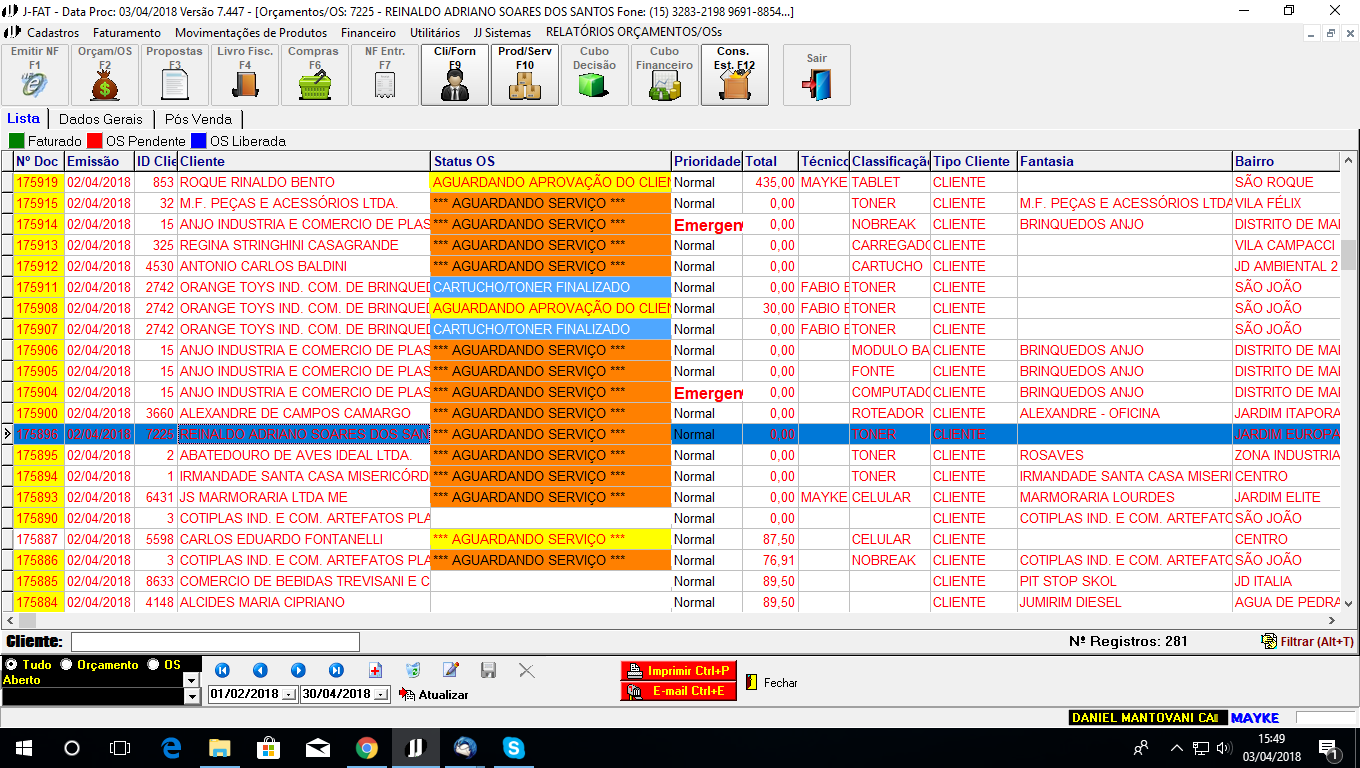 J-FAT - Data Proc: 03/04/2018 Versão 7.447 - [Orçamentos/OS: 7225 - REINALDO ADRIANO SOARES DOS SANTOS Fone: (15) 3283-2198 9691-8854...]
Cadastros Faturamento Movimentações de Produtos Financeiro Utilitários JJ Sistemas RELATÓRIOS ORÇAMENTOS/OSs
Emitir NF Orçam/OS Propostas Livro Fisc. Compras NF Entr. Cli/Forn Prod/Serv Cubo Cubo Cons. Sair
F1 F2 F3 F4 F6 F7 F9 F10 Decisão Financeiro Est. F12
Lista Dados Gerais Pós Venda
Faturado OS Pendente OS Liberada
Nº Doc Emissão ID Clie Cliente Status OS Prioridade Total Técnico Classificação Tipo Cliente Fantasia Bairro
175919 02/04/2018 853 ROQUE RINALDO BENTO AGUARDANDO APROVAÇÃO DO CLIEN Normal 435,00 MAYKE TABLET CLIENTE SÃO ROQUE
175915 02/04/2018 32 M.F. PEÇAS E ACESSÓRIOS LTDA. *** AGUARDANDO SERVIÇO *** Normal 0,00 TONER CLIENTE M.F. PEÇAS E ACESSÓRIOS LTDA VILA FÉLIX
175914 02/04/2018 15 ANJO INDUSTRIA E COMERCIO DE PLAS *** AGUARDANDO SERVIÇO *** Emergen 0,00 NOBREAK CLIENTE BRINQUEDOS ANJO DISTRITO DE MAI
175913 02/04/2018 325 REGINA STRINGHINI CASAGRANDE *** AGUARDANDO SERVIÇO *** Normal 0,00 CARREGADO CLIENTE VILA CAMPACCI
175912 02/04/2018 4530 ANTONIO CARLOS BALDINI *** AGUARDANDO SERVIÇO *** Normal 0,00 CARTUCHO CLIENTE JD AMBIENTAL 2
175911 02/04/2018 2742 ORANGE TOYS IND. COM. DE BRINQUED CARTUCHO/TONER FINALIZADO Normal 0,00 FABIO E TONER CLIENTE SÃO JOÃO
175908 02/04/2018 2742 ORANGE TOYS IND. COM. DE BRINQUED AGUARDANDO APROVAÇÃO DO CLIEN Normal 30,00 FABIO E TONER CLIENTE SÃO JOÃO
175907 02/04/2018 2742 ORANGE TOYS IND. COM. DE BRINQUED CARTUCHO/TONER FINALIZADO Normal 0,00 FABIO E TONER CLIENTE SÃO JOÃO
175906 02/04/2018 15 ANJO INDUSTRIA E COMERCIO DE PLAS *** AGUARDANDO SERVIÇO *** Normal 0,00 MODULO BA CLIENTE BRINQUEDOS ANJO DISTRITO DE MAI
175905 02/04/2018 15 ANJO INDUSTRIA E COMERCIO DE PLAS *** AGUARDANDO SERVIÇO *** Normal 0,00 FONTE CLIENTE BRINQUEDOS ANJO DISTRITO DE MAI
175904 02/04/2018 15 ANJO INDUSTRIA E COMERCIO DE PLAS *** AGUARDANDO SERVIÇO *** Emergen 0,00 COMPUTADO CLIENTE BRINQUEDOS ANJO DISTRITO DE MAI
175900 02/04/2018 3660 ALEXANDRE DE CAMPOS CAMARGO *** AGUARDANDO SERVIÇO *** Normal 0,00 ROTEADOR CLIENTE ALEXANDRE - OFICINA JARDIM ITAPORA
175896 02/04/2018 7225 REINALDO ADRIANO SOARES DOS SAN *** AGUARDANDO SERVIÇO *** Normal 0,00 TONER CLIENTE JARDIM EUROPA
175895 02/04/2018 2 ABATEDOURO DE AVES IDEAL LTDA. *** AGUARDANDO SERVIÇO *** Normal 0,00 TONER CLIENTE ROSAVES ZONA INDUSTRIA
175894 02/04/2018 1 IRMANDADE SANTA CASA MISERICÓRD *** AGUARDANDO SERVIÇO *** Normal 0,00 TONER CLIENTE IRMANDADE SANTA CASA MISERI CENTRO
175893 02/04/2018 6431 JS MARMORARIA LTDA ME *** AGUARDANDO SERVIÇO *** Normal 0,00 MAYKE CELULAR CLIENTE MARMORARIA LOURDES JARDIM ELITE
175890 02/04/2018 3 COTIPLAS IND. E COM. ARTEFATOS PLA Normal 0,00 CLIENTE COTIPLAS IND. E COM. ARTEFATO SÃO JOÃO
175887 02/04/2018 5598 CARLOS EDUARDO FONTANELLI *** AGUARDANDO SERVIÇO *** Normal 87,50 CELULAR CLIENTE CENTRO
175886 02/04/2018 3 COTIPLAS IND. E COM. ARTEFATOS PLA *** AGUARDANDO SERVIÇO *** Normal 76,91 NOBREAK CLIENTE COTIPLAS IND. E COM. ARTEFATO SÃO JOÃO
175885 02/04/2018 8633 COMERCIO DE BEBIDAS TREVISANI E C Normal 89,50 CLIENTE PIT STOP SKOL JD ITALIA
175884 02/04/2018 4148 ALCIDES MARIA CIPRIANO Normal 89,50 CLIENTE JUMIRIM DIESEL AGUA DE PEDRA
Cliente: Nº Registros: 281 Filtrar (Alt+T)
Tudo Orçamento OS
Aberto
01/02/2018 30/04/2018 Atualizar
Imprimir Ctrl+P
E-mail Ctrl+E
Fechar
DANIEL MANTOVANI MAYKE
15:49
03/04/2018
1